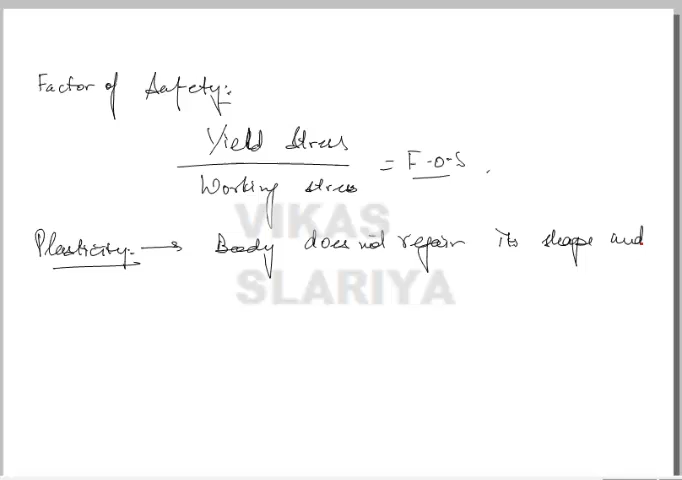 Factor of Safety:
Yield Stress
= F.O.S.
Working stress
VIKAS
Plasticity:- → Body does not regain its shape and
SLARIYA